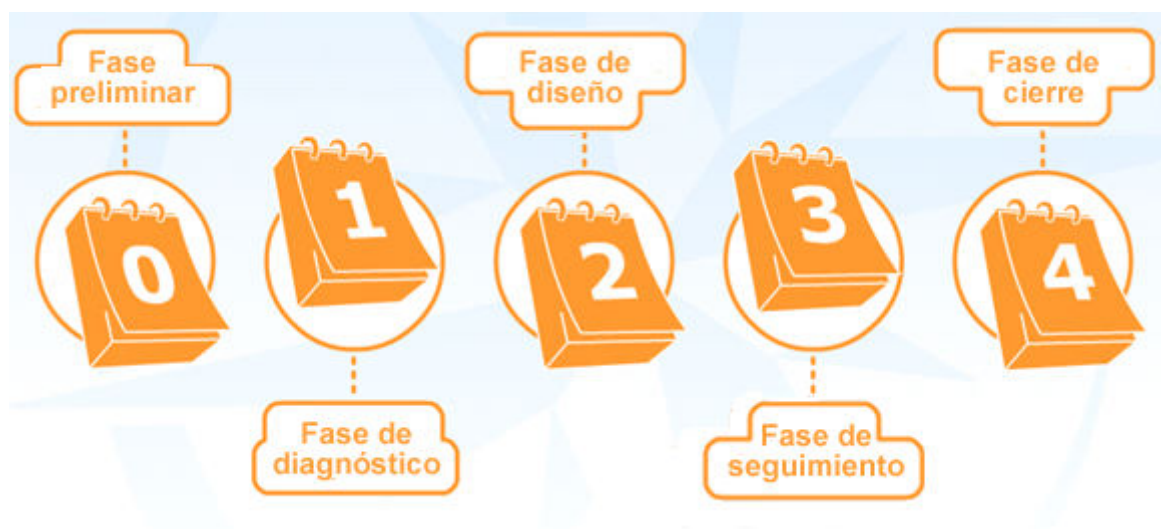 Fase
preliminar
0
1
Fase de
diagnóstico
Fase de
diseño
2
3
Fase de
seguimiento
Fase de
cierre
4